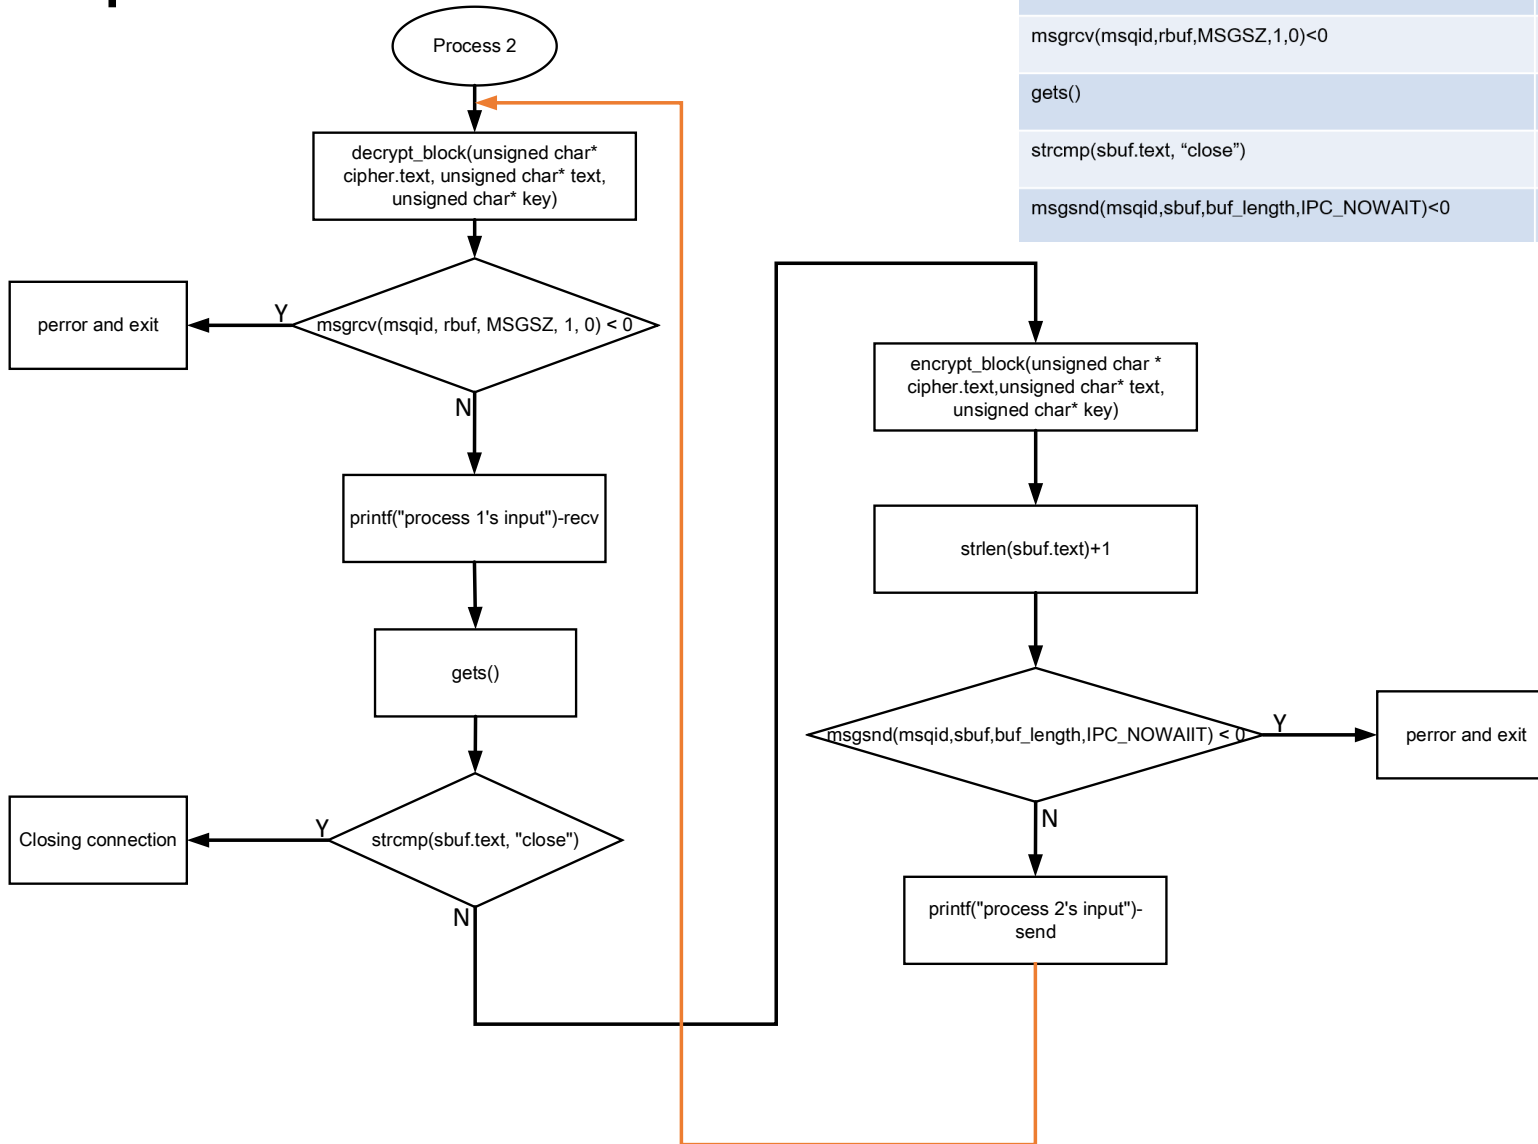 Process 2
decrypt_block(unsigned char*
cipher.text, unsigned char* text,
unsigned char* key)
msgrcv(msqid, rbuf, MSGSZ, 1, 0) < 0
Y
perror and exit
N
printf("process 1's input")-recv
gets()
strcmp(sbuf.text, "close")
Y
Closing connection
N
encrypt_block(unsigned char *
cipher.text,unsigned char* text,
unsigned char* key)
strlen(sbuf.text)+1
msgsnd(msqid,sbuf,buf_length,IPC_NOWAIIT) < 0
Y
perror and exit
N
printf("process 2's input")-
send
msgrcv(msqid,rbuf,MSGSZ,1,0)<0
gets()
strcmp(sbuf.text, “close”)
msgsnd(msqid,sbuf,buf_length,IPC_NOWAIT)<0